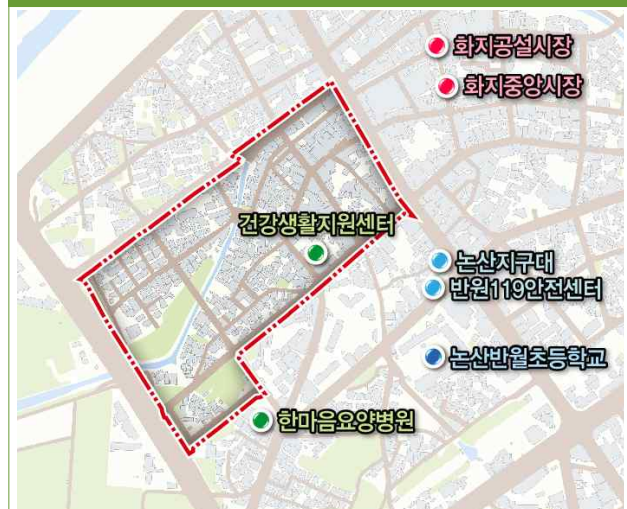 화지공설시장
화지중앙시장
건강생활지원센터
논산지구대
반원119안전센터
논산반월초등학교
한마음요양병원